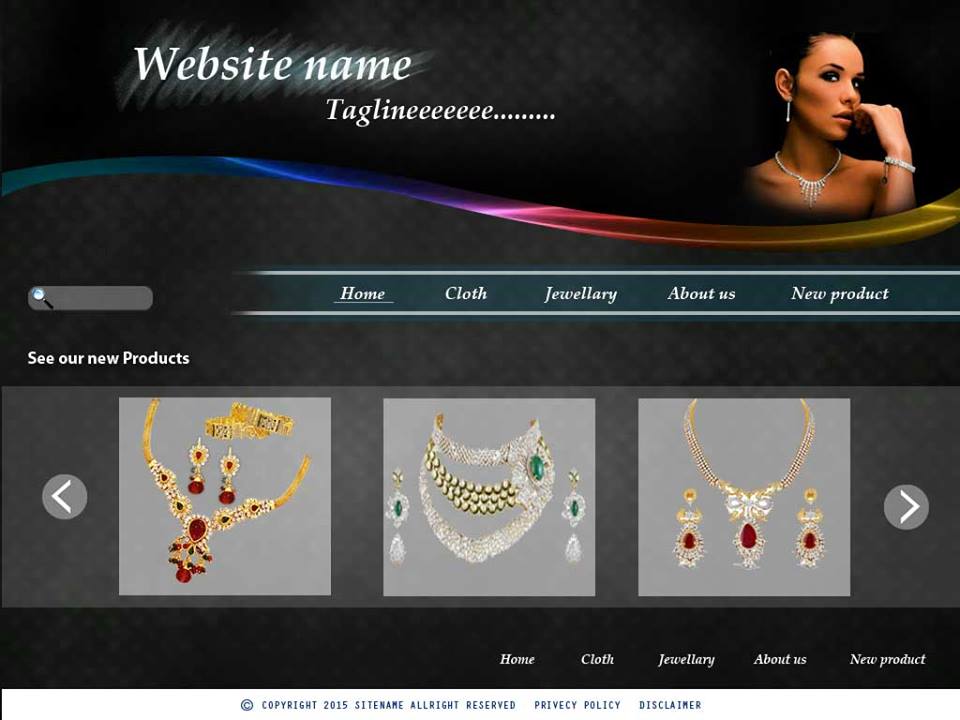 Website name
Taglineeeeeee.........
Home Cloth Jewellary About us New product
See our new Products
Home Cloth Jewellary About us New product
© COPYRIGHT 2015 SITENAME ALLRIGHT RESERVED PRIVECY POLICY DISCLAIMER